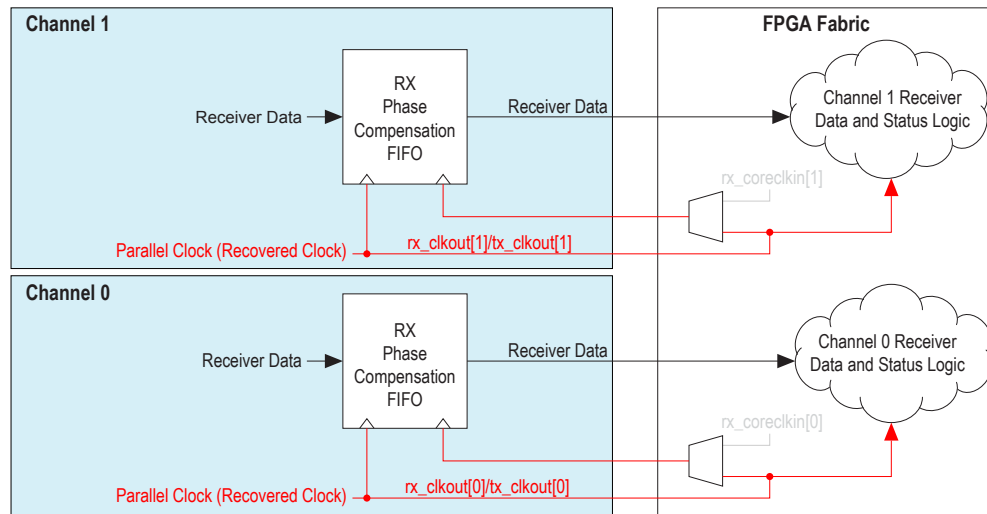 Channel 1
FPGA Fabric
RX
Phase
Compensation
FIFO
Receiver Data
Receiver Data
Channel 1 Receiver
Data and Status Logic
rx_coreclkin[1]
Parallel Clock (Recovered Clock)
rx_clkout[1]/tx_clkout[1]
Channel 0
RX
Phase
Compensation
FIFO
Receiver Data
Receiver Data
Channel 0 Receiver
Data and Status Logic
rx_coreclkin[0]
Parallel Clock (Recovered Clock)
rx_clkout[0]/tx_clkout[0]